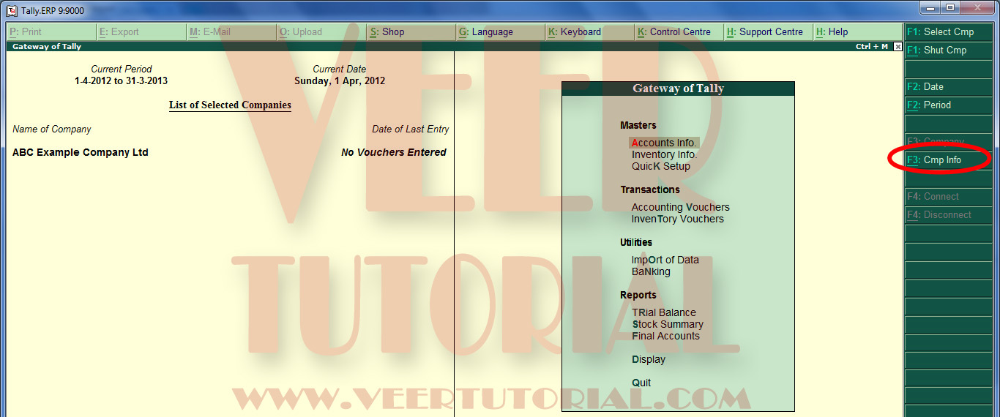 Tally.ERP 9:9000
P: Print E: Export M: E-Mail O: Upload S: Shop G: Language K: Keyboard K: Control Centre H: Support Centre H: Help
F1: Select Cmp
Gateway of Tally Ctrl + M
F1: Shut Cmp
Current Period Current Date
1-4-2012 to 31-3-2013 Sunday, 1 Apr, 2012
List of Selected Companies
Name of Company Date of Last Entry
ABC Example Company Ltd No Vouchers Entered
Gateway of Tally
Masters
Accounts Info.
Inventory Info.
QuicK Setup
Transactions
Accounting Vouchers
InvenTory Vouchers
Utilities
ImpOrt of Data
BaNking
Reports
TRial Balance
Stock Summary
Final Accounts
Display
Quit
F2: Date
F2: Period
F3: Company
F3: Cmp Info
F4: Connect
F4: Disconnect
VEER
TUTORIAL
WWW.VEERTUTORIAL.COM